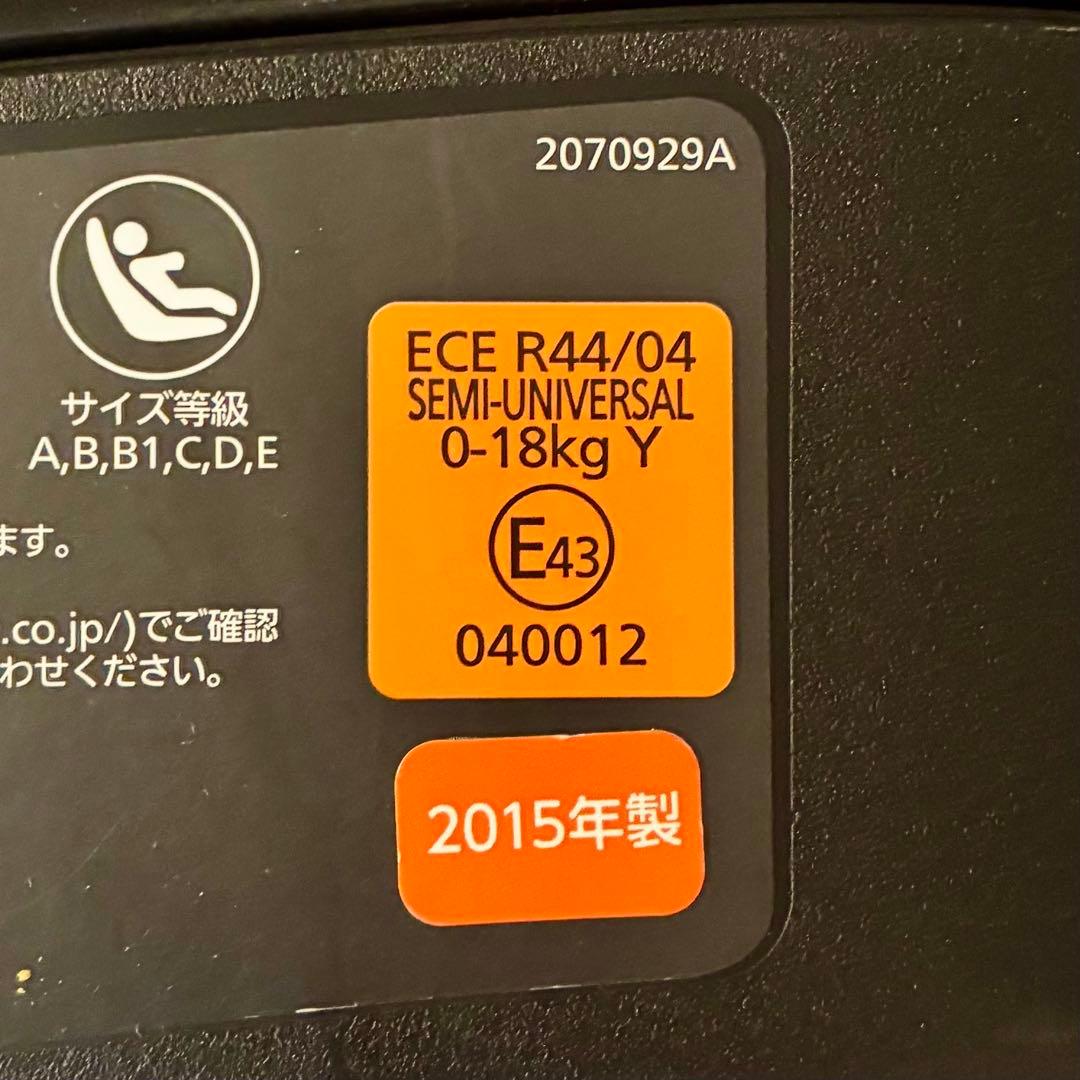 2070929A
サイズ等級
A,B,B1,C,D,E
ECE R44/04
SEMI-UNIVERSAL
0-18kg Y
E43
040012
ます。
.co.jp/)でご確認
わせください。
2015年製